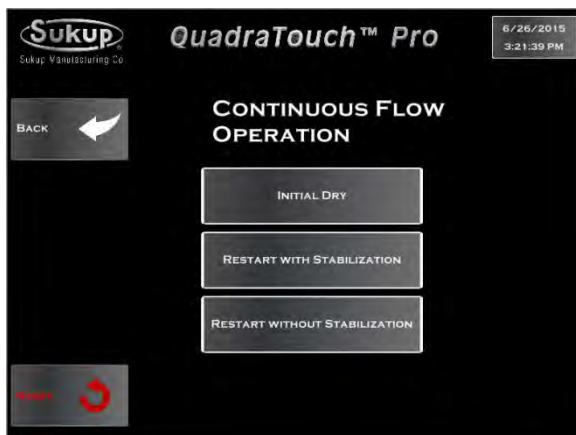 Sukup
Sukup Manufacturing Co
QuadraTouch™ Pro
6/26/2015
3:21:39 PM
BACK
CONTINUOUS FLOW
OPERATION
INITIAL DRY
RESTART WITH STABILIZATION
RESTART WITHOUT STABILIZATION